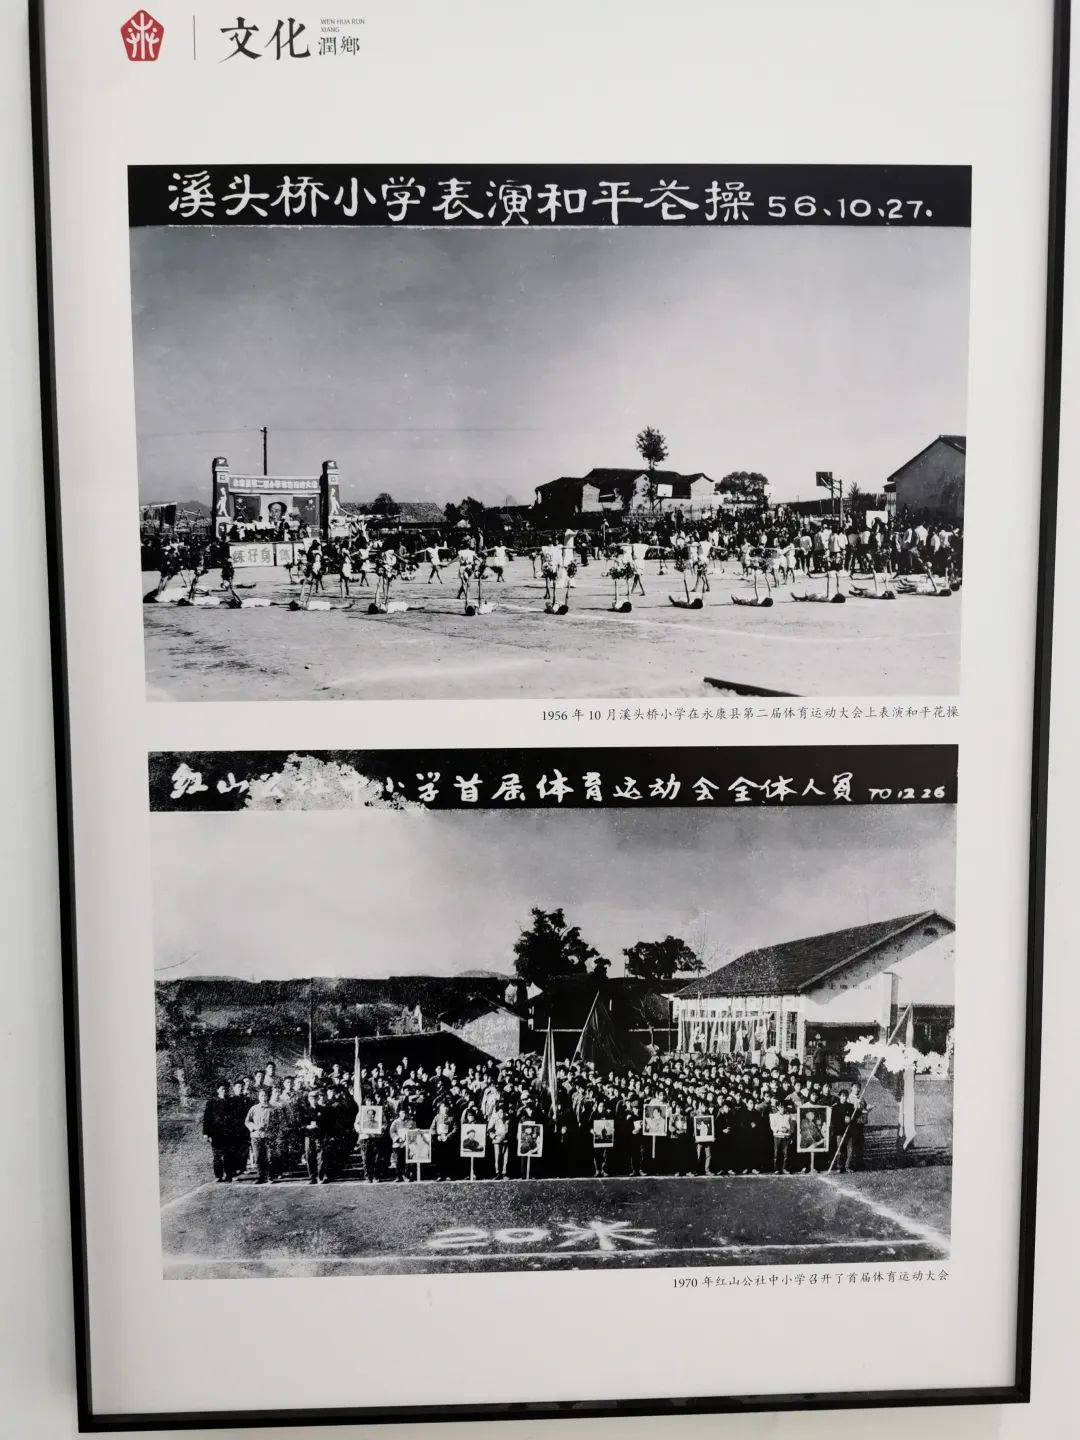 文化
WEN HUA RUN
XIANG
潤鄉
溪头桥小学表演和平花操 56.10.27.
1956 年 10 月溪头桥小学在永康县第二届体育运动大会上表演和平花操
红山公社中小学首届体育运动会全体人員 70 12 26
20米
1970 年红山公社中小学召开了首届体育运动大会